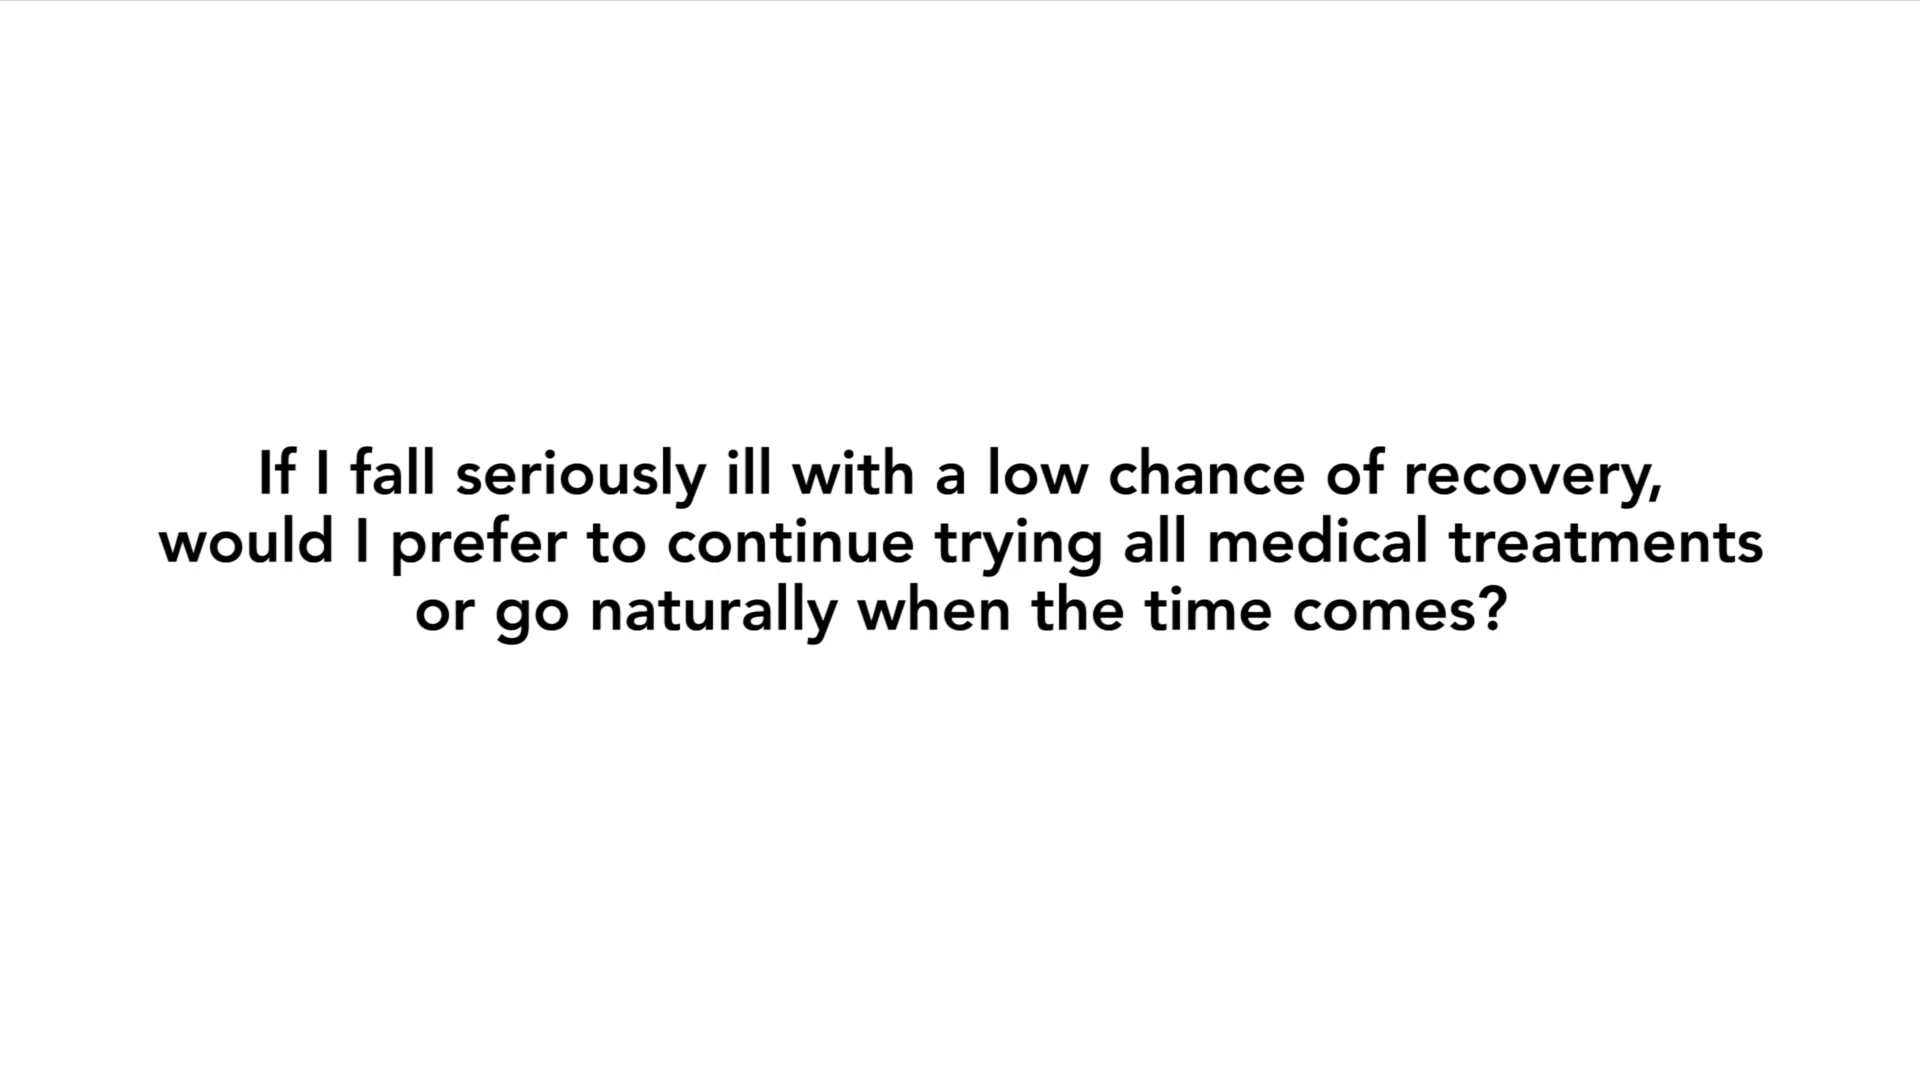 If I fall seriously ill with a low chance of recovery,
would I prefer to continue trying all medical treatments
or go naturally when the time comes?